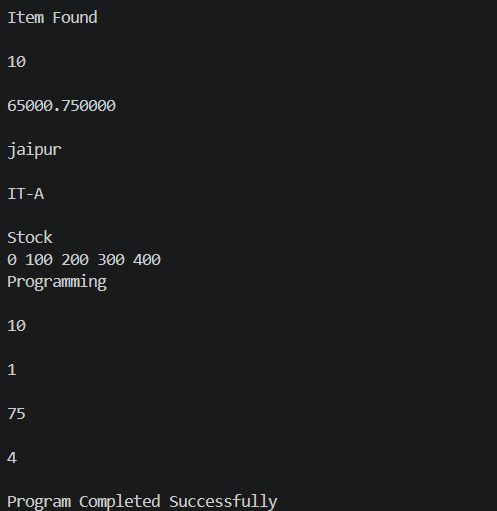 Item Found
10
65000.750000
jaipur
IT-A
Stock
0 100 200 300 400
Programming
10
1
75
4
Program Completed Successfully